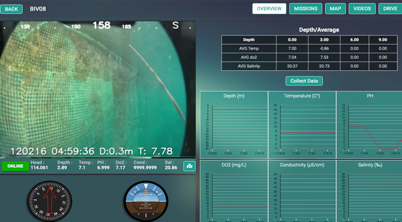 BACK
BIV08
OVERVIEW
MISSIONS
MAP
VIDEOS
DRIVE
130 145 158 165 S
120216 04:59:36 D:0.3m T: 7.78
Depth/Average
Depth 0.00 3.00 6.00 9.00
AVG Temp 7.00 -0.86 0.00 0.00
AVG do2 7.04 7.53 0.00 0.00
AVG Salinity 20.37 20.73 0.00 0.00
Collect Data
ONLINE
Head : Depth : Temp : PH : Do2 : Cond : Sal :
114.061 2.89 7.1 6.999 7.17 9999.9999 20.86
Depth (m)
Temperature (C°)
PH
DO2 (mg/L)
Conductivity (µS/cm)
Salinity (‰)